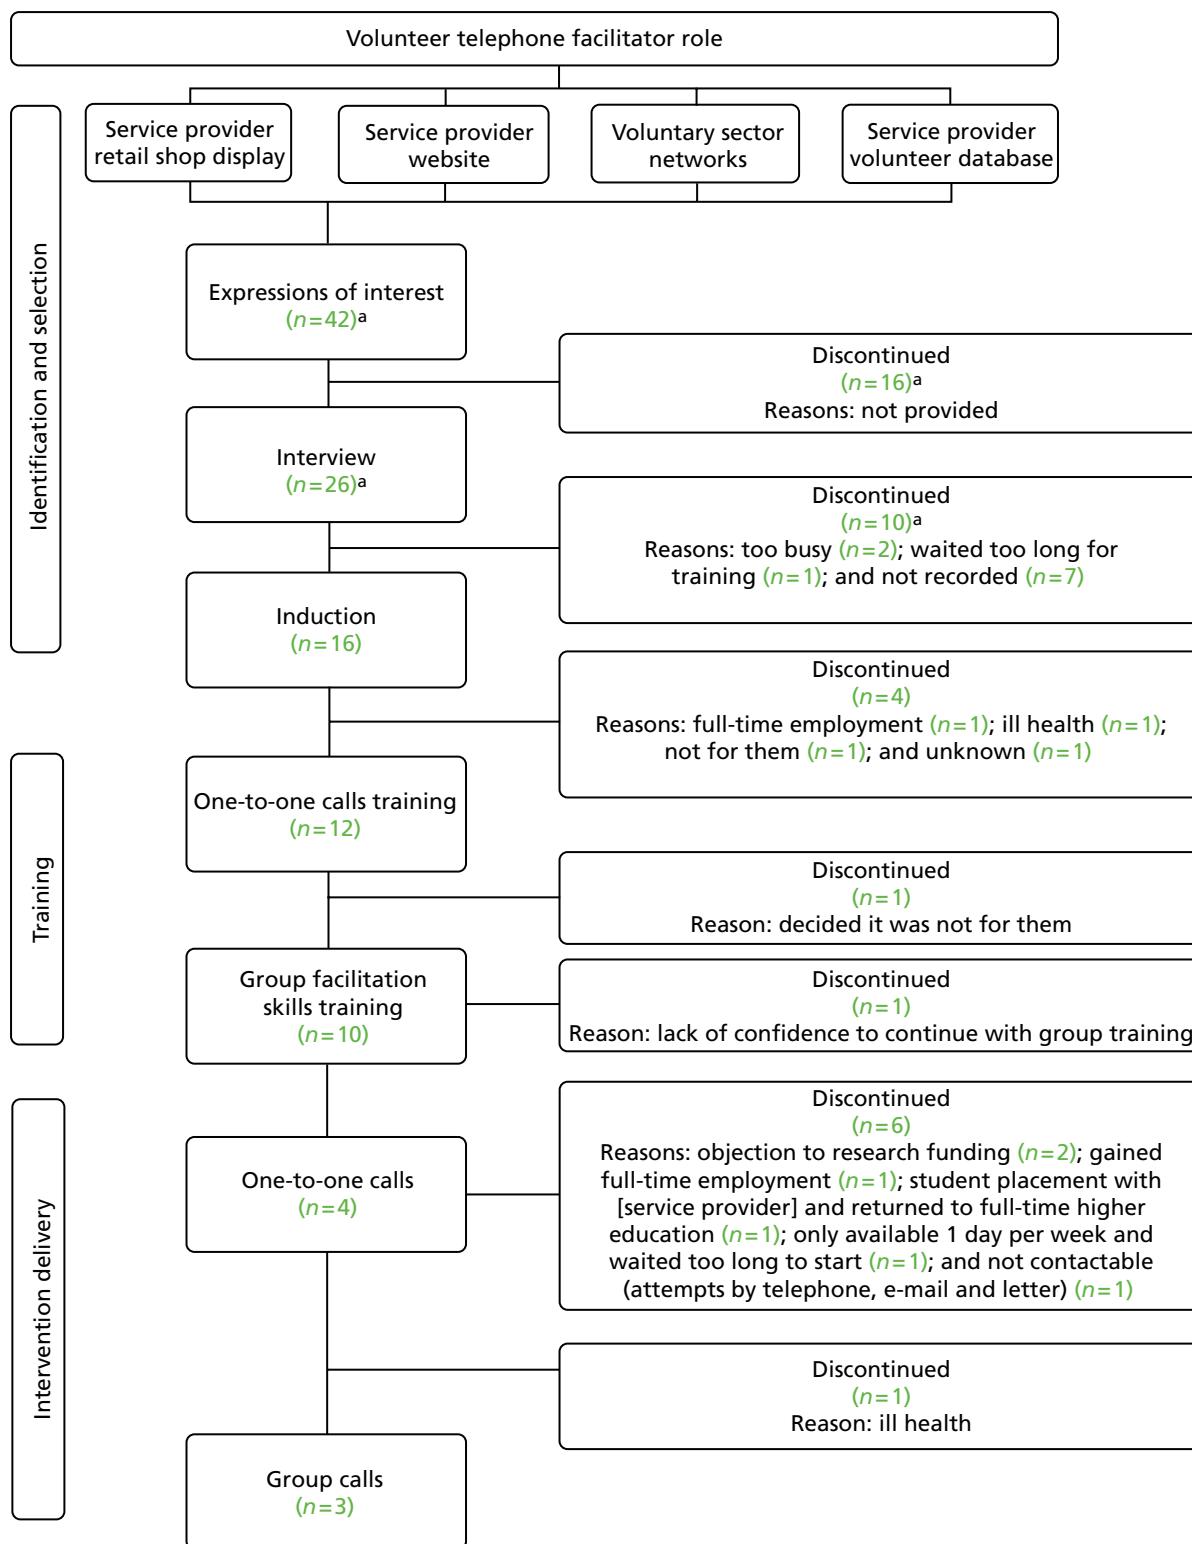 Volunteer telephone facilitator role
Service provider
retail shop display
Service provider
website
Voluntary sector
networks
Service provider
volunteer database
Identification and selection
Expressions of interest
(n=42)a
Discontinued
(n=16)a
Reasons: not provided
Interview
(n=26)a
Discontinued
(n=10)a
Reasons: too busy (n=2); waited too long for
training (n=1); and not recorded (n=7)
Induction
(n=16)
Discontinued
(n=4)
Reasons: full-time employment (n=1); ill health (n=1);
not for them (n=1); and unknown (n=1)
Training
One-to-one calls training
(n=12)
Discontinued
(n=1)
Reason: decided it was not for them
Group facilitation
skills training
(n=10)
Discontinued
(n=1)
Reason: lack of confidence to continue with group training
Intervention delivery
One-to-one calls
(n=4)
Discontinued
(n=6)
Reasons: objection to research funding (n=2); gained
full-time employment (n=1); student placement with
[service provider] and returned to full-time higher
education (n=1); only available 1 day per week and
waited too long to start (n=1); and not contactable
(attempts by telephone, e-mail and letter) (n=1)
Discontinued
(n=1)
Reason: ill health
Group calls
(n=3)